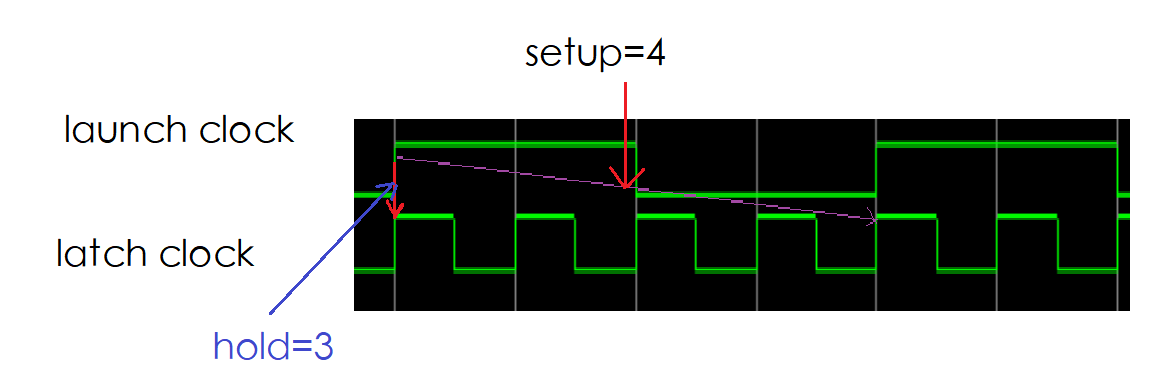 setup=4
launch clock
latch clock
hold=3